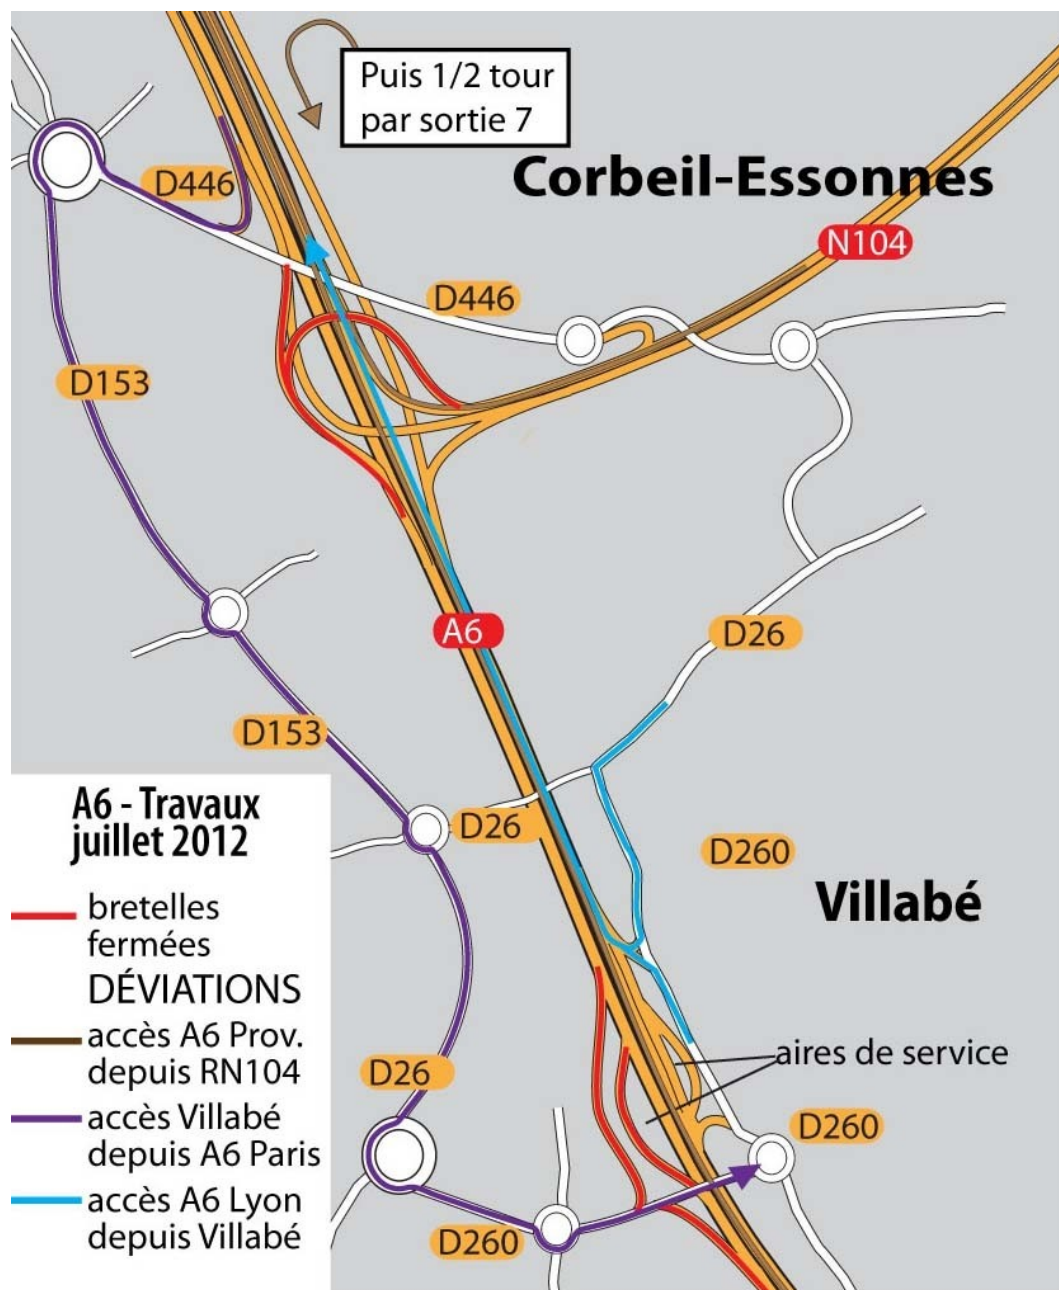 Puis 1/2 tour
par sortie 7
Corbeil-Essonnes
D446
N104
D446
D153
A6
D26
D153
D26
D260
Villabé
A6 - Travaux
juillet 2012
bretelles
fermées
DÉVIATIONS
accès A6 Prov.
depuis RN104
accès Villabé
depuis A6 Paris
accès A6 Lyon
depuis Villabé
aires de service
D26
D260
D260